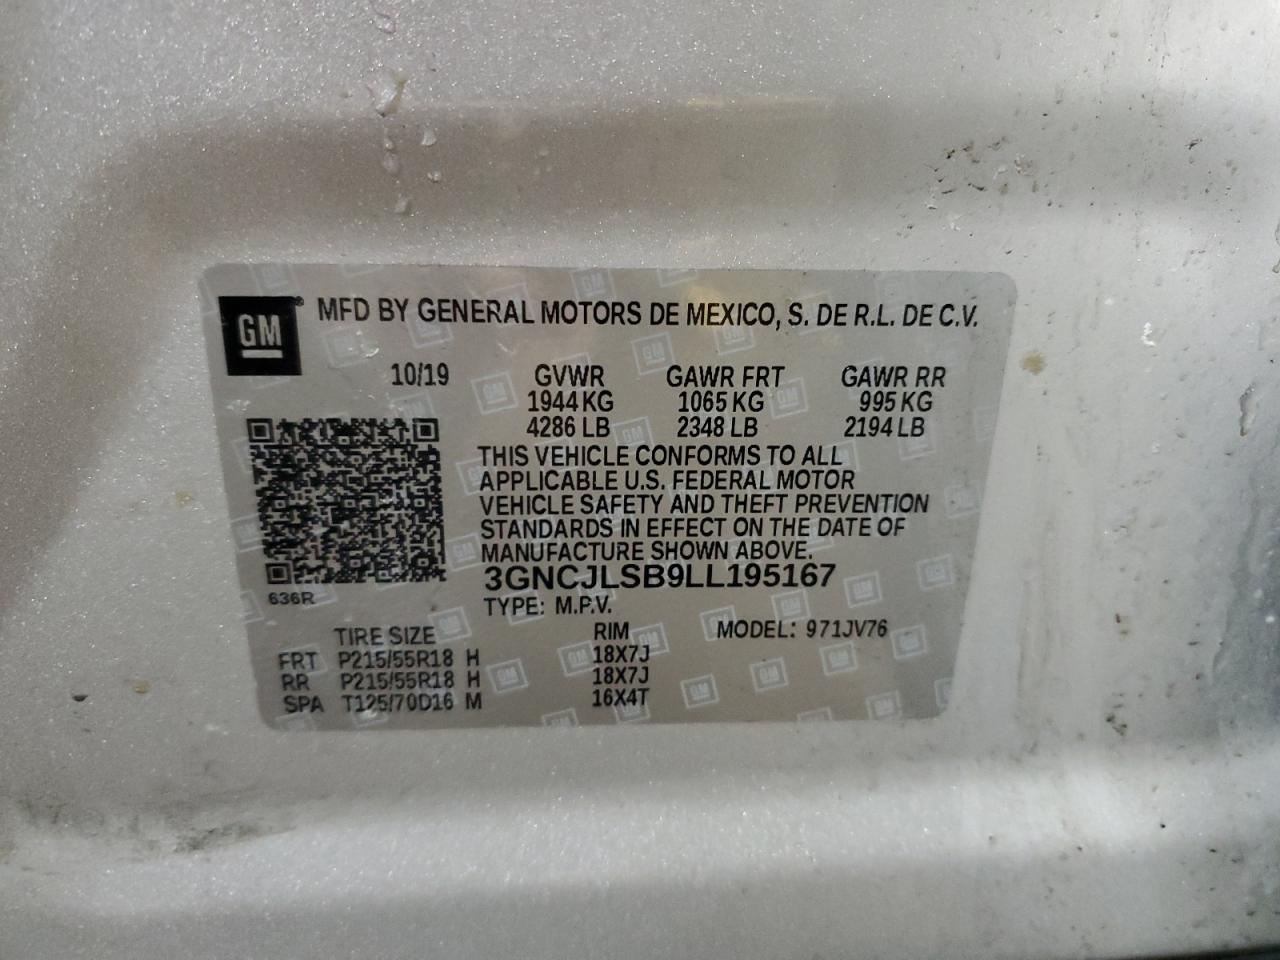 GM® MFD BY GENERAL MOTORS DE MEXICO, S. DE R.L. DE C.V.
10/19 GVWR GAWR FRT GAWR RR
1944 KG 1065 KG 995 KG
4286 LB 2348 LB 2194 LB
THIS VEHICLE CONFORMS TO ALL
APPLICABLE U.S. FEDERAL MOTOR
VEHICLE SAFETY AND THEFT PREVENTION
STANDARDS IN EFFECT ON THE DATE OF
MANUFACTURE SHOWN ABOVE.
3GNCJLSB9LL195167
636R
TYPE: M.P.V.
TIRE SIZE RIM MODEL: 971JV76
FRT P215/55R18 H 18X7J
RR P215/55R18 H 18X7J
SPA T125/70D16 M 16X4T